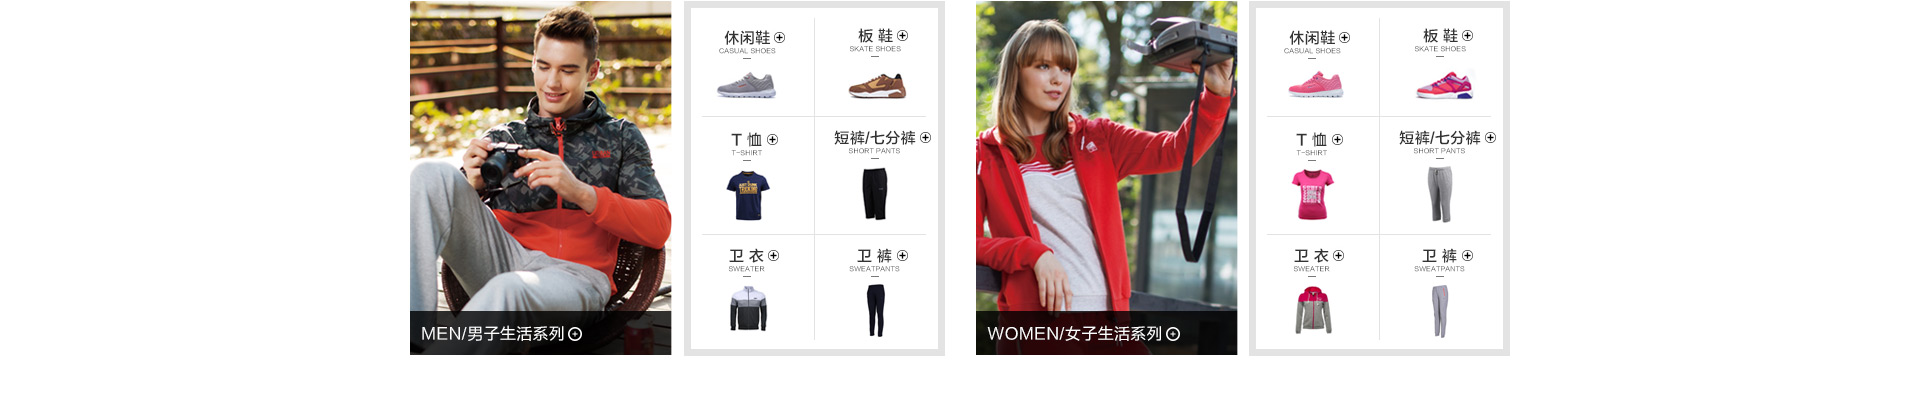 MEN/男子生活系列
休闲鞋
CASUAL SHOES
板 鞋
SKATE SHOES
T 恤
T-SHIRT
短裤/七分裤
SHORT PANTS
卫 衣
SWEATER
卫 裤
SWEATPANTS
WOMEN/女子生活系列
休闲鞋
CASUAL SHOES
板 鞋
SKATE SHOES
T 恤
T-SHIRT
短裤/七分裤
SHORT PANTS
卫 衣
SWEATER
卫 裤
SWEATPANTS